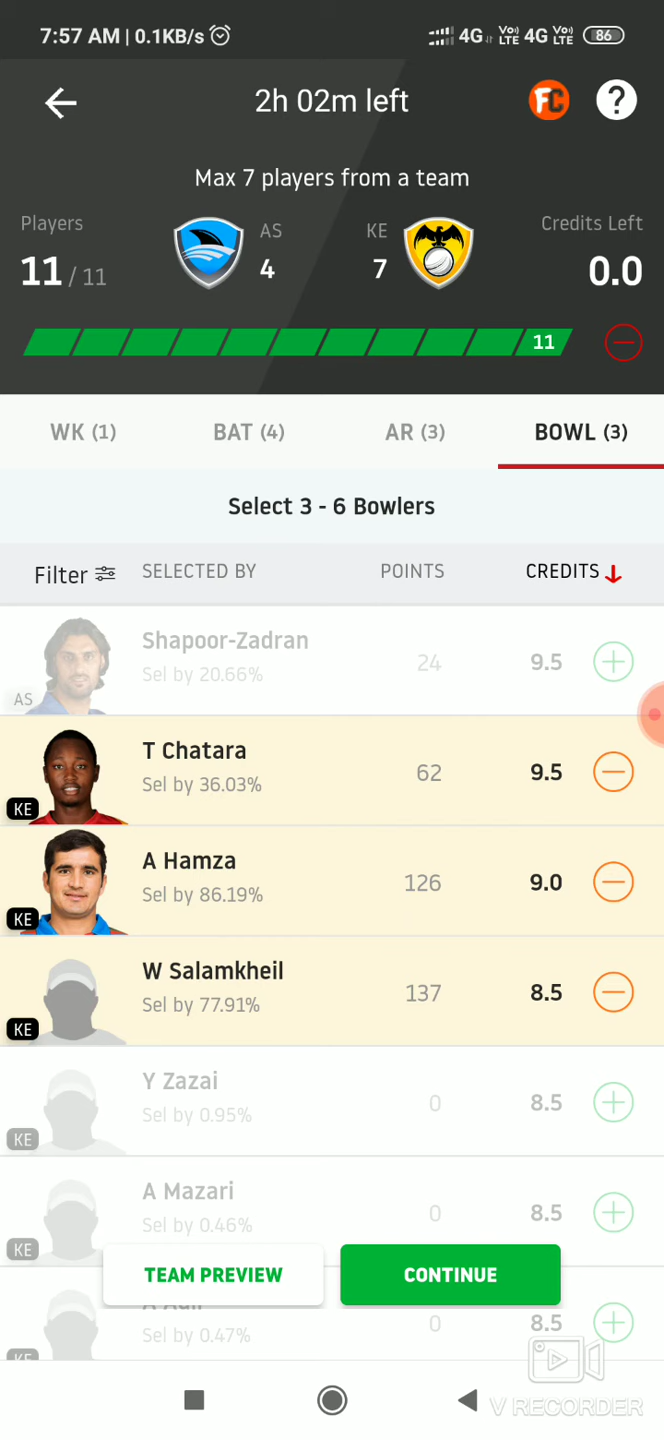 7:57 AM | 0.1KB/s 4G VoLTE 4G VoLTE 86
2h 02m left FC ?
Max 7 players from a team
Players AS KE Credits Left
11 / 11 4 7 0.0
11
WK (1) BAT (4) AR (3) BOWL (3)
Select 3 - 6 Bowlers
Filter SELECTED BY POINTS CREDITS
Shapoor-Zadran
Sel by 20.66% 24 9.5
AS
T Chatara
Sel by 36.03% 62 9.5
KE
A Hamza
Sel by 86.19% 126 9.0
KE
W Salamkheil
Sel by 77.91% 137 8.5
KE
Y Zazai
Sel by 0.95% 0 8.5
KE
A Mazari
Sel by 0.46% 0 8.5
KE
TEAM PREVIEW CONTINUE
Sel by 0.47% 0 8.5
KE
V RECORDER